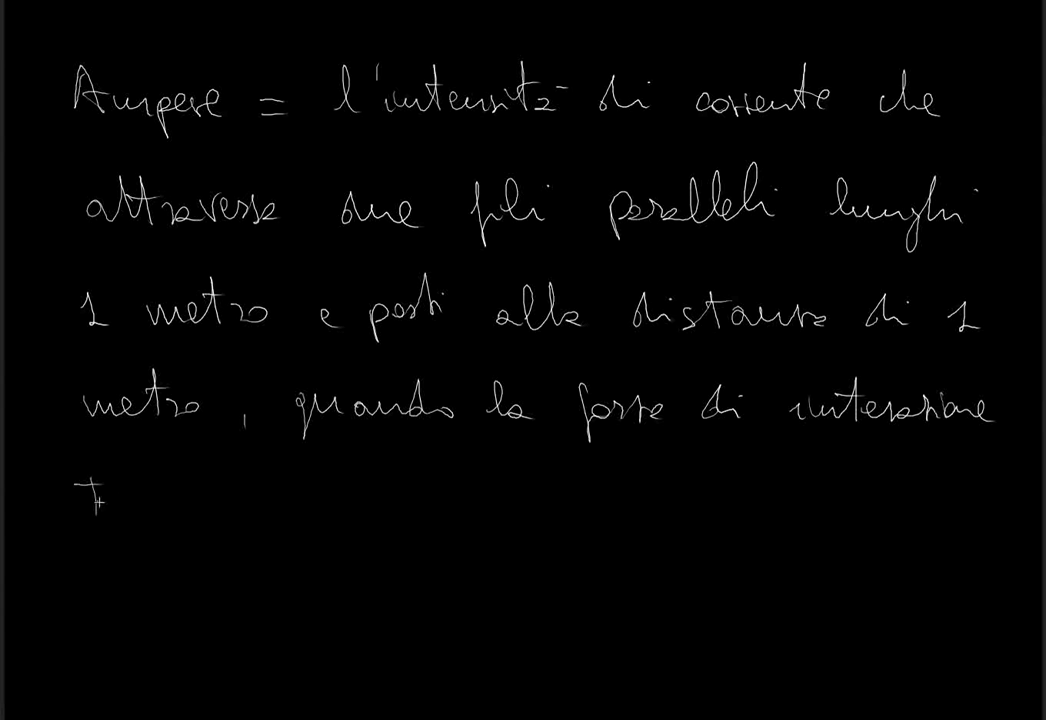 Ampere = l'intensità di corrente che
attraversa due fili paralleli lunghi
1 metro e posti alla distanza di 1
metro, quando la forza di interazione